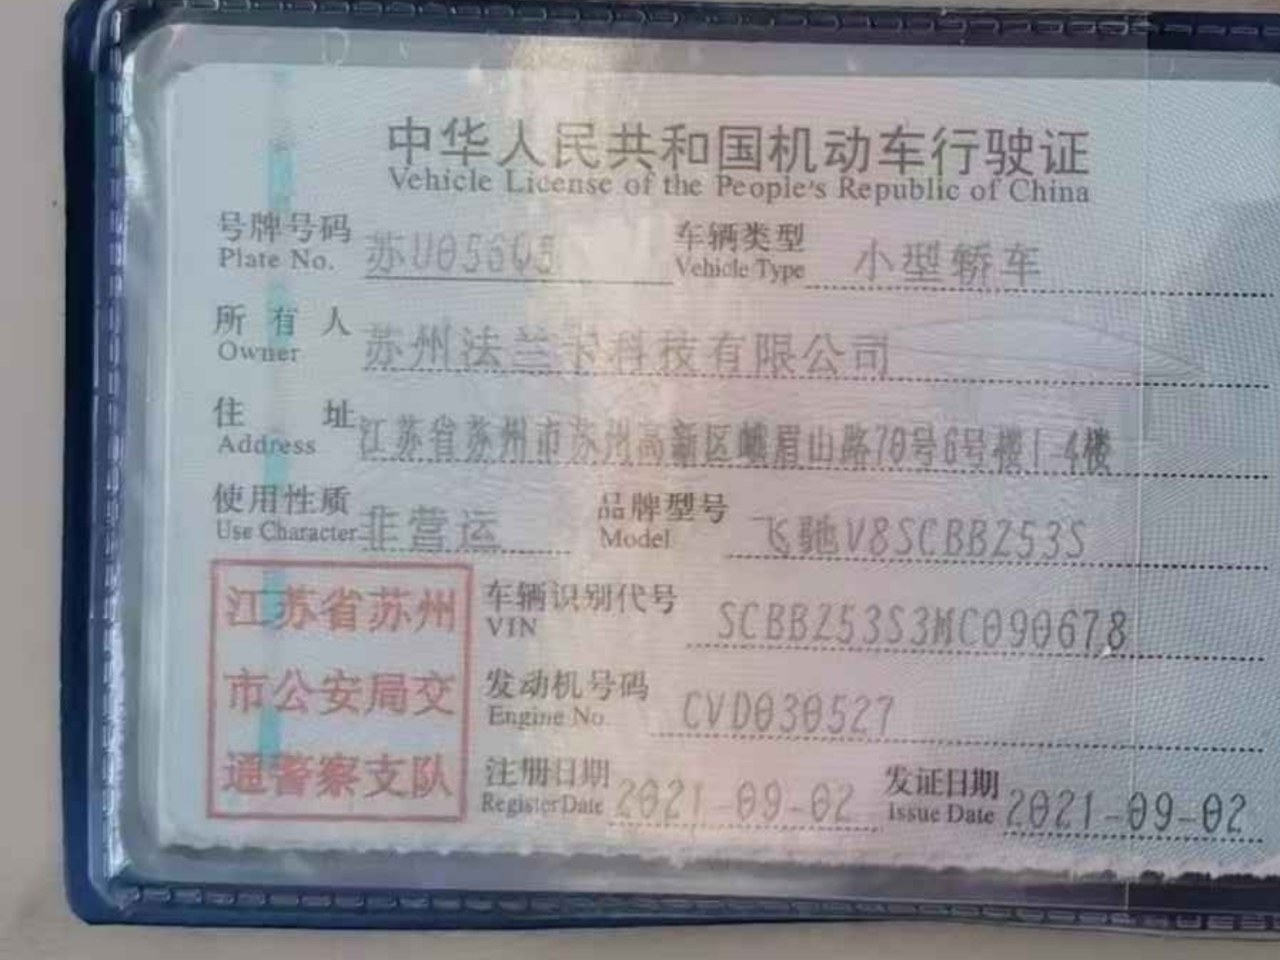 中华人民共和国机动车行驶证
Vehicle License of the People's Republic of China
号牌号码 苏U056Q5 车辆类型 小型轿车
Plate No. Vehicle Type
所有人 苏州法兰卡科技有限公司
Owner
住址 江苏省苏州市苏州高新区峨眉山路70号6号楼1-4楼
Address
使用性质 非营运 品牌型号 飞驰V8SCBBZ53S
Use Character Model
江苏省苏州
市公安局交
通警察支队
车辆识别代号 SCBBZ53S3MC090678
VIN
发动机号码 CVD030527
Engine No.
注册日期 2021-09-02 发证日期 2021-09-02
Register Date Issue Date